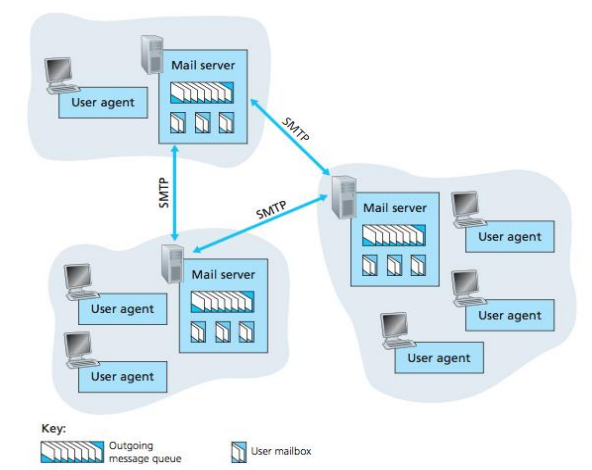 Mail server
User agent
SMTP
SMTP
SMTP
Mail server
User agent
User agent
User agent
Mail server
User agent
User agent
Key:
Outgoing
message queue
User mailbox